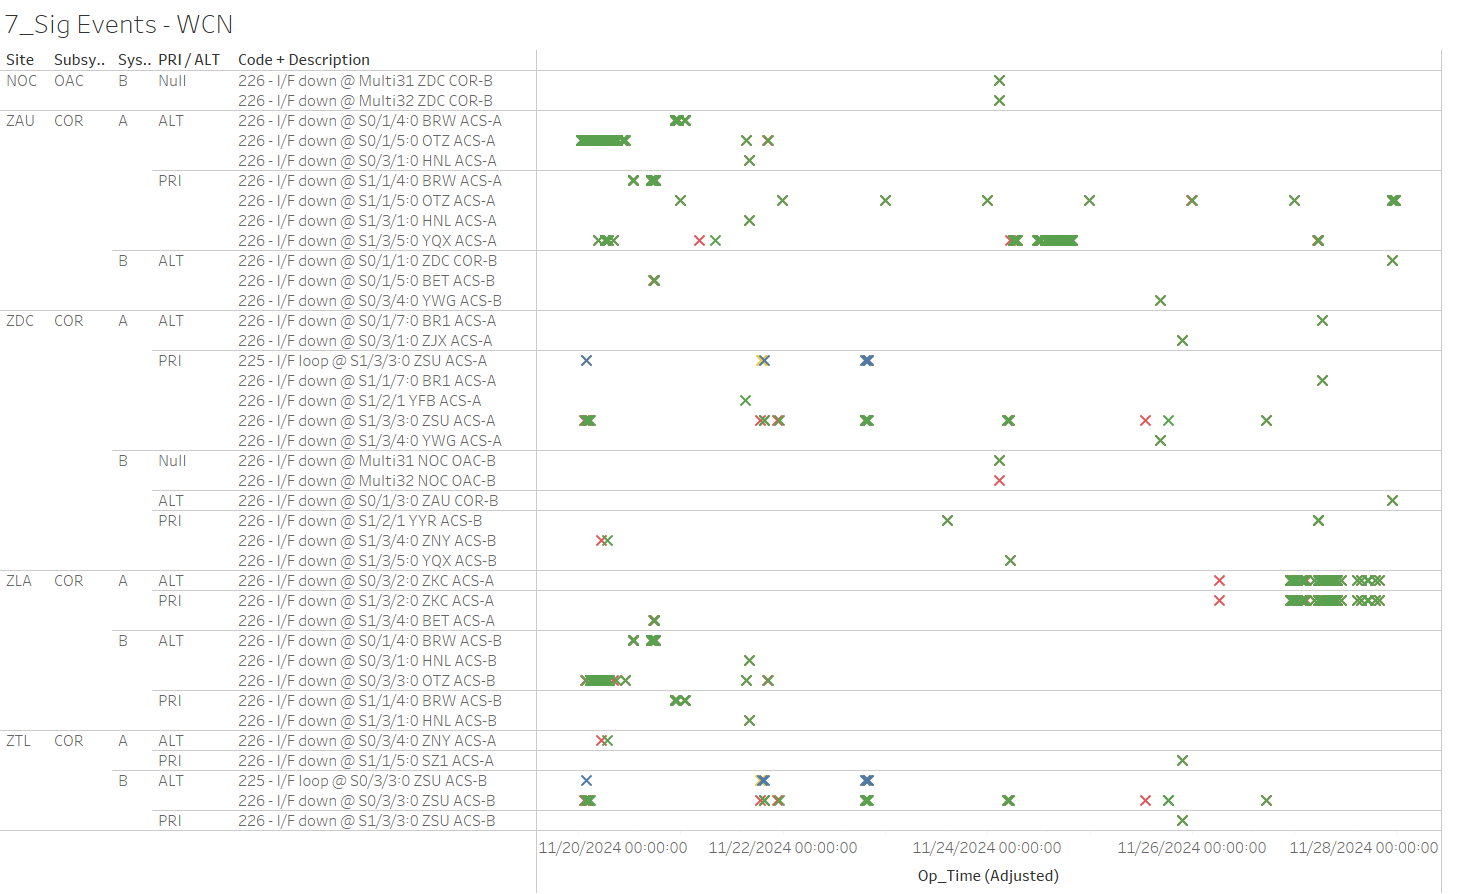 7_Sig Events - WCN
Site Subsy.. Sys.. PRI / ALT Code + Description
NOC OAC B Null 226 - I/F down @ Multi31 ZDC COR-B
226 - I/F down @ Multi32 ZDC COR-B
ZAU COR A ALT 226 - I/F down @ S0/1/4:0 BRW ACS-A
226 - I/F down @ S0/1/5:0 OTZ ACS-A
226 - I/F down @ S0/3/1:0 HNL ACS-A
PRI 226 - I/F down @ S1/1/4:0 BRW ACS-A
226 - I/F down @ S1/1/5:0 OTZ ACS-A
226 - I/F down @ S1/3/1:0 HNL ACS-A
226 - I/F down @ S1/3/5:0 YQX ACS-A
B ALT 226 - I/F down @ S0/1/1:0 ZDC COR-B
226 - I/F down @ S0/1/5:0 BET ACS-B
226 - I/F down @ S0/3/4:0 YWG ACS-B
ZDC COR A ALT 226 - I/F down @ S0/1/7:0 BR1 ACS-A
226 - I/F down @ S0/3/1:0 ZJX ACS-A
PRI 225 - I/F loop @ S1/3/3:0 ZSU ACS-A
226 - I/F down @ S1/1/7:0 BR1 ACS-A
226 - I/F down @ S1/2/1 YFB ACS-A
226 - I/F down @ S1/3/3:0 ZSU ACS-A
226 - I/F down @ S1/3/4:0 YWG ACS-A
B Null 226 - I/F down @ Multi31 NOC OAC-B
226 - I/F down @ Multi32 NOC OAC-B
ALT 226 - I/F down @ S0/1/3:0 ZAU COR-B
PRI 226 - I/F down @ S1/2/1 YYR ACS-B
226 - I/F down @ S1/3/4:0 ZNY ACS-B
226 - I/F down @ S1/3/5:0 YQX ACS-B
ZLA COR A ALT 226 - I/F down @ S0/3/2:0 ZKC ACS-A
PRI 226 - I/F down @ S1/3/2:0 ZKC ACS-A
226 - I/F down @ S1/3/4:0 BET ACS-A
B ALT 226 - I/F down @ S0/1/4:0 BRW ACS-B
226 - I/F down @ S0/3/1:0 HNL ACS-B
226 - I/F down @ S0/3/3:0 OTZ ACS-B
PRI 226 - I/F down @ S1/1/4:0 BRW ACS-B
226 - I/F down @ S1/3/1:0 HNL ACS-B
ZTL COR A ALT 226 - I/F down @ S0/3/4:0 ZNY ACS-A
PRI 226 - I/F down @ S1/1/5:0 SZ1 ACS-A
B ALT 225 - I/F loop @ S0/3/3:0 ZSU ACS-B
226 - I/F down @ S0/3/3:0 ZSU ACS-B
PRI 226 - I/F down @ S1/3/3:0 ZSU ACS-B
11/20/2024 00:00:00 11/22/2024 00:00:00 11/24/2024 00:00:00 11/26/2024 00:00:00 11/28/2024 00:00:00
Op_Time (Adjusted)